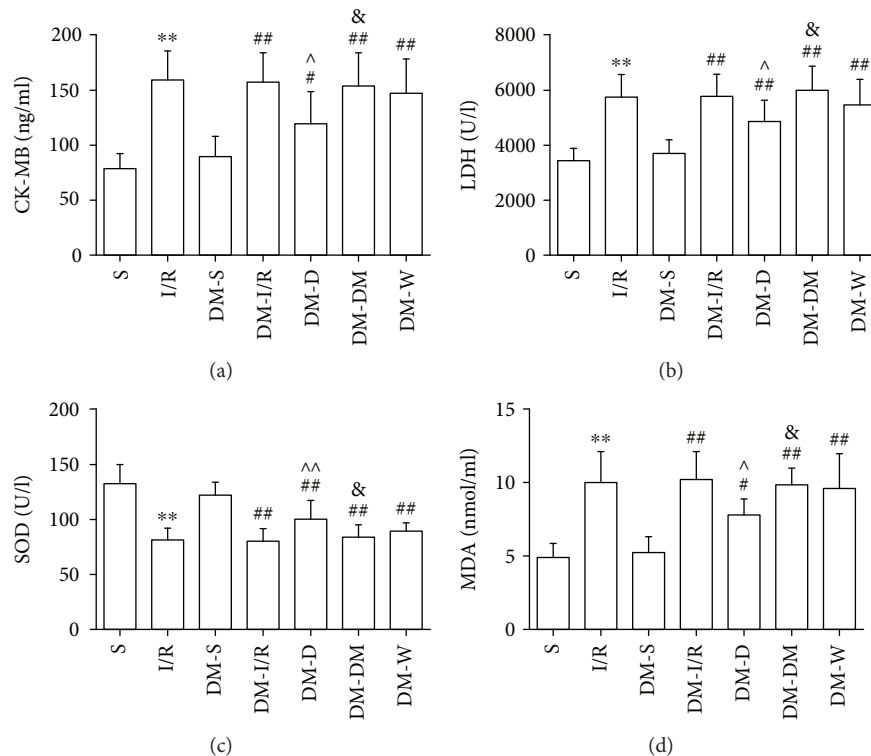 CK-MB (ng/ml)
200
150
100
50
0
**
##
^
#
&
##
##
S
I/R
DM-S
DM-I/R
DM-D
DM-DM
DM-W
(a)
LDH (U/l)
8000
6000
4000
2000
0
**
##
^
##
&
##
##
S
I/R
DM-S
DM-I/R
DM-D
DM-DM
DM-W
(b)
SOD (U/l)
200
150
100
50
0
**
##
^^
##
&
##
##
S
I/R
DM-S
DM-I/R
DM-D
DM-DM
DM-W
(c)
MDA (nmol/ml)
15
10
5
0
**
##
^
#
&
##
##
S
I/R
DM-S
DM-I/R
DM-D
DM-DM
DM-W
(d)